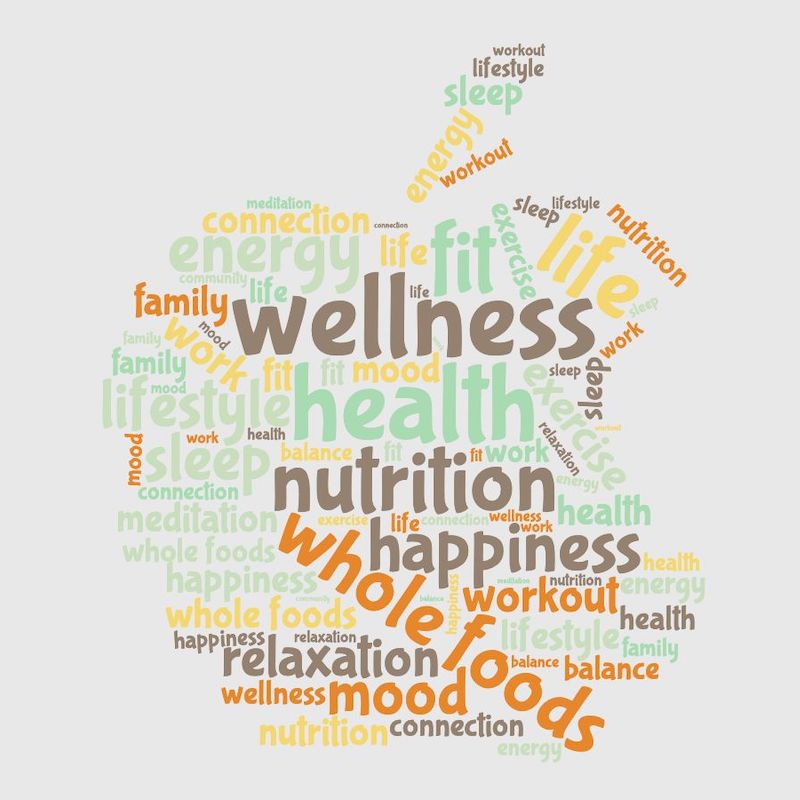 workout
lifestyle
sleep
energy
workout
meditation
connection
connection
energy
life
fit
exercise
sleep
lifestyle
life
nutrition
community
life
life
family
wellness
sleep
work
mood
work
family
family
mood
lifestyle
fit
fit
mood
health
sleep
sleep
exercise
workout
mood
work
health
sleep
balance
fit
fit
work
relaxation
energy
connection
nutrition
meditation
exercise
life
connection
wellness
work
health
whole foods
whole foods
happiness
health
happiness
community
balance
happiness
meditation
nutrition
energy
workout
whole foods
health
happiness
relaxation
relaxation
lifestyle
family
balance
balance
wellness
mood
nutrition
connection
energy